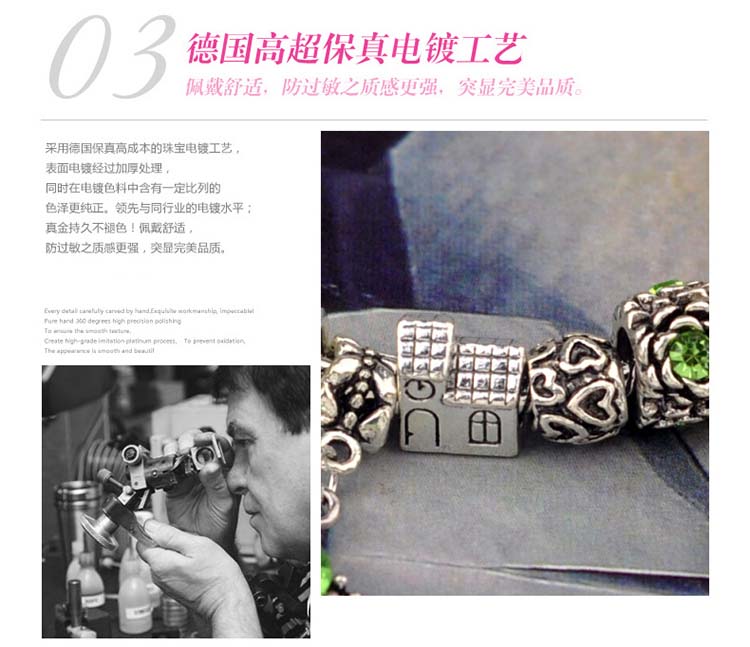 03
德国高超保真电镀工艺
佩戴舒适，防过敏之质感更强，突显完美品质。
采用德国保真高成本的珠宝电镀工艺，
表面电镀经过加厚处理，
同时在电镀色料中含有一定比列的
色泽更纯正。领先与同行业的电镀水平；
真金持久不褪色！佩戴舒适，
防过敏之质感更强，突显完美品质。
Every detail carefully carved by hand,Exquisite workmanship, impeccable!
Pure hand 360 degrees high precision polishing
To ensure the smooth texture.
Create high-grade imitation platinum process, To prevent oxidation,
The appearance is smooth and beautif